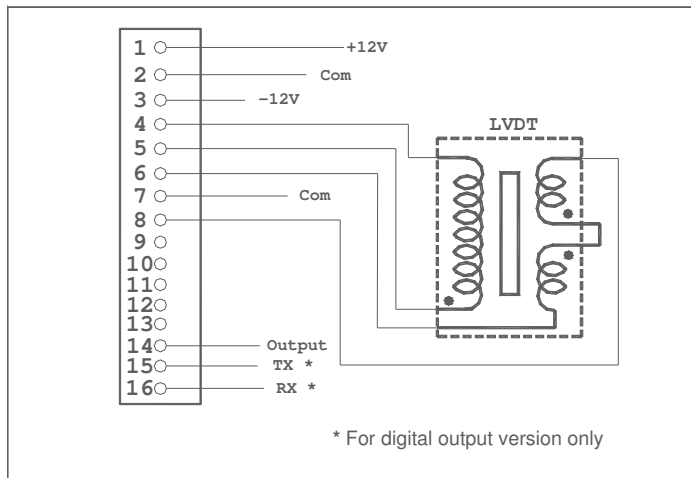 1 +12V
2 Com
3 -12V
4
LVDT
5
6
7 Com
8
9
10
11
12
13
14 Output
15 TX *
16 RX *
* For digital output version only